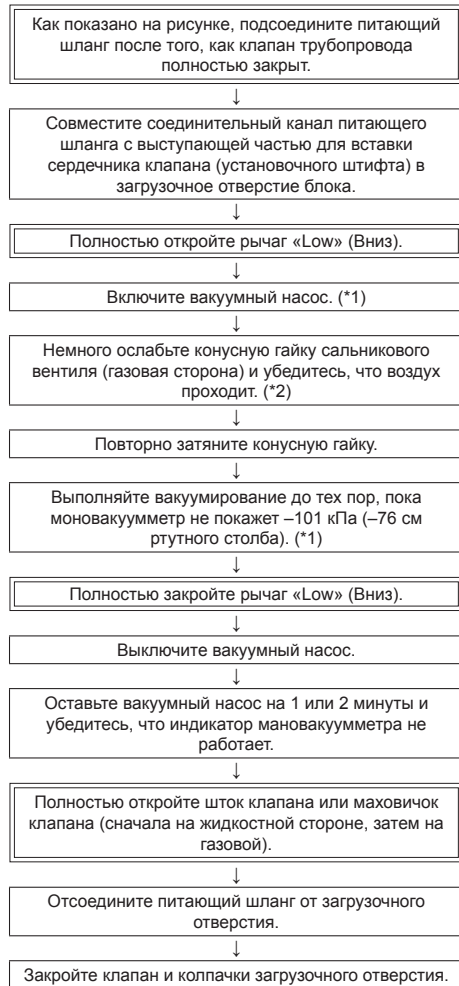 Как показано на рисунке, подсоедините питающий
шланг после того, как клапан трубопровода
полностью закрыт.
↓
Совместите соединительный канал питающего
шланга с выступающей частью для вставки
сердечника клапана (установочного штифта) в
загрузочное отверстие блока.
↓
Полностью откройте рычаг «Low» (Вниз).
↓
Включите вакуумный насос. (*1)
↓
Немного ослабьте конусную гайку сальникового
вентиля (газовая сторона) и убедитесь, что воздух
проходит. (*2)
↓
Повторно затяните конусную гайку.
↓
Выполняйте вакуумирование до тех пор, пока
моновакуумметр не покажет –101 кПа (–76 см
ртутного столба). (*1)
↓
Полностью закройте рычаг «Low» (Вниз).
↓
Выключите вакуумный насос.
↓
Оставьте вакуумный насос на 1 или 2 минуты и
убедитесь, что индикатор мановакуумметра не
работает.
↓
Полностью откройте шток клапана или маховичок
клапана (сначала на жидкостной стороне, затем на
газовой).
↓
Отсоедините питающий шланг от загрузочного
отверстия.
↓
Закройте клапан и колпачки загрузочного отверстия.